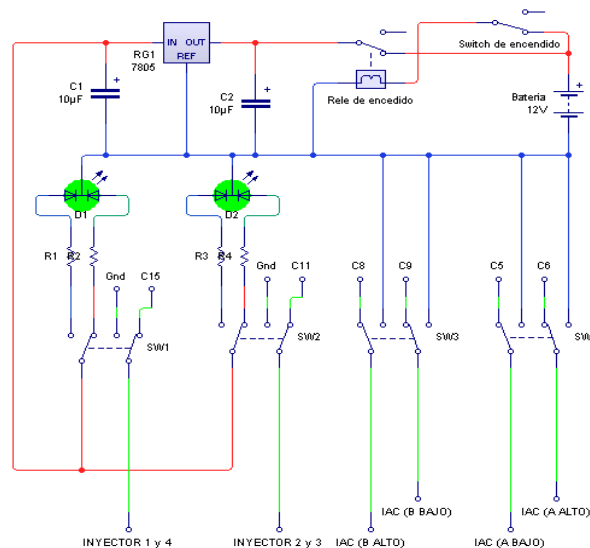 RG1
7805
IN OUT
REF
C1
10µF
+
C2
10µF
+
Switch de encendido
Rele de encedido
Bateria
12V
+
D1
D2
R1
R2
R3
R4
Gnd
C15
Gnd
C11
C8
C9
C5
C6
SW1
SW2
SW3
SW
IAC (B BAJO)
IAC (A ALTO)
INYECTOR 1 y 4
INYECTOR 2 y 3
IAC (B ALTO)
IAC (A BAJO)